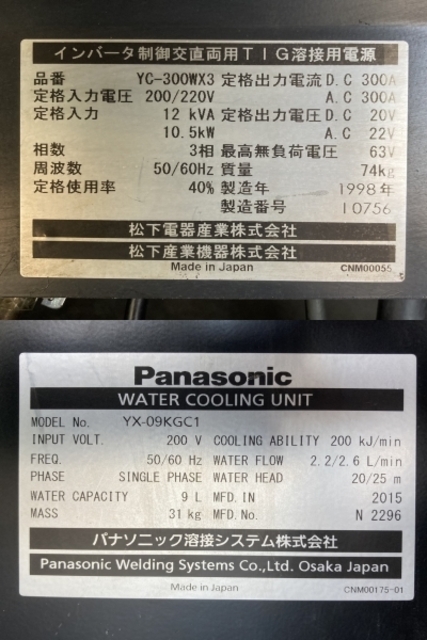 インバータ制御交直両用TIG溶接用電源
品番 YC-300WX3 定格出力電流 D.C 300A
定格入力電圧 200/220V A.C 300A
定格入力 12 kVA 定格出力電圧 D.C 20V
10.5kW A.C 22V
相数 3相 最高無負荷電圧 63V
周波数 50/60Hz 質量 74kg
定格使用率 40% 製造年 1998年
製造番号 10756
松下電器産業株式会社
松下産業機器株式会社
Made in Japan CNM00055
Panasonic
WATER COOLING UNIT
MODEL No. YX-09KGC1
INPUT VOLT. 200 V COOLING ABILITY 200 kJ/min
FREQ. 50/60 Hz WATER FLOW 2.2/2.6 L/min
PHASE SINGLE PHASE WATER HEAD 20/25 m
WATER CAPACITY 9 L MFD. IN 2015
MASS 31 kg MFD. No. N 2296
パナソニック溶接システム株式会社
Panasonic Welding Systems Co., Ltd. Osaka Japan
Made in Japan CNM00175-01